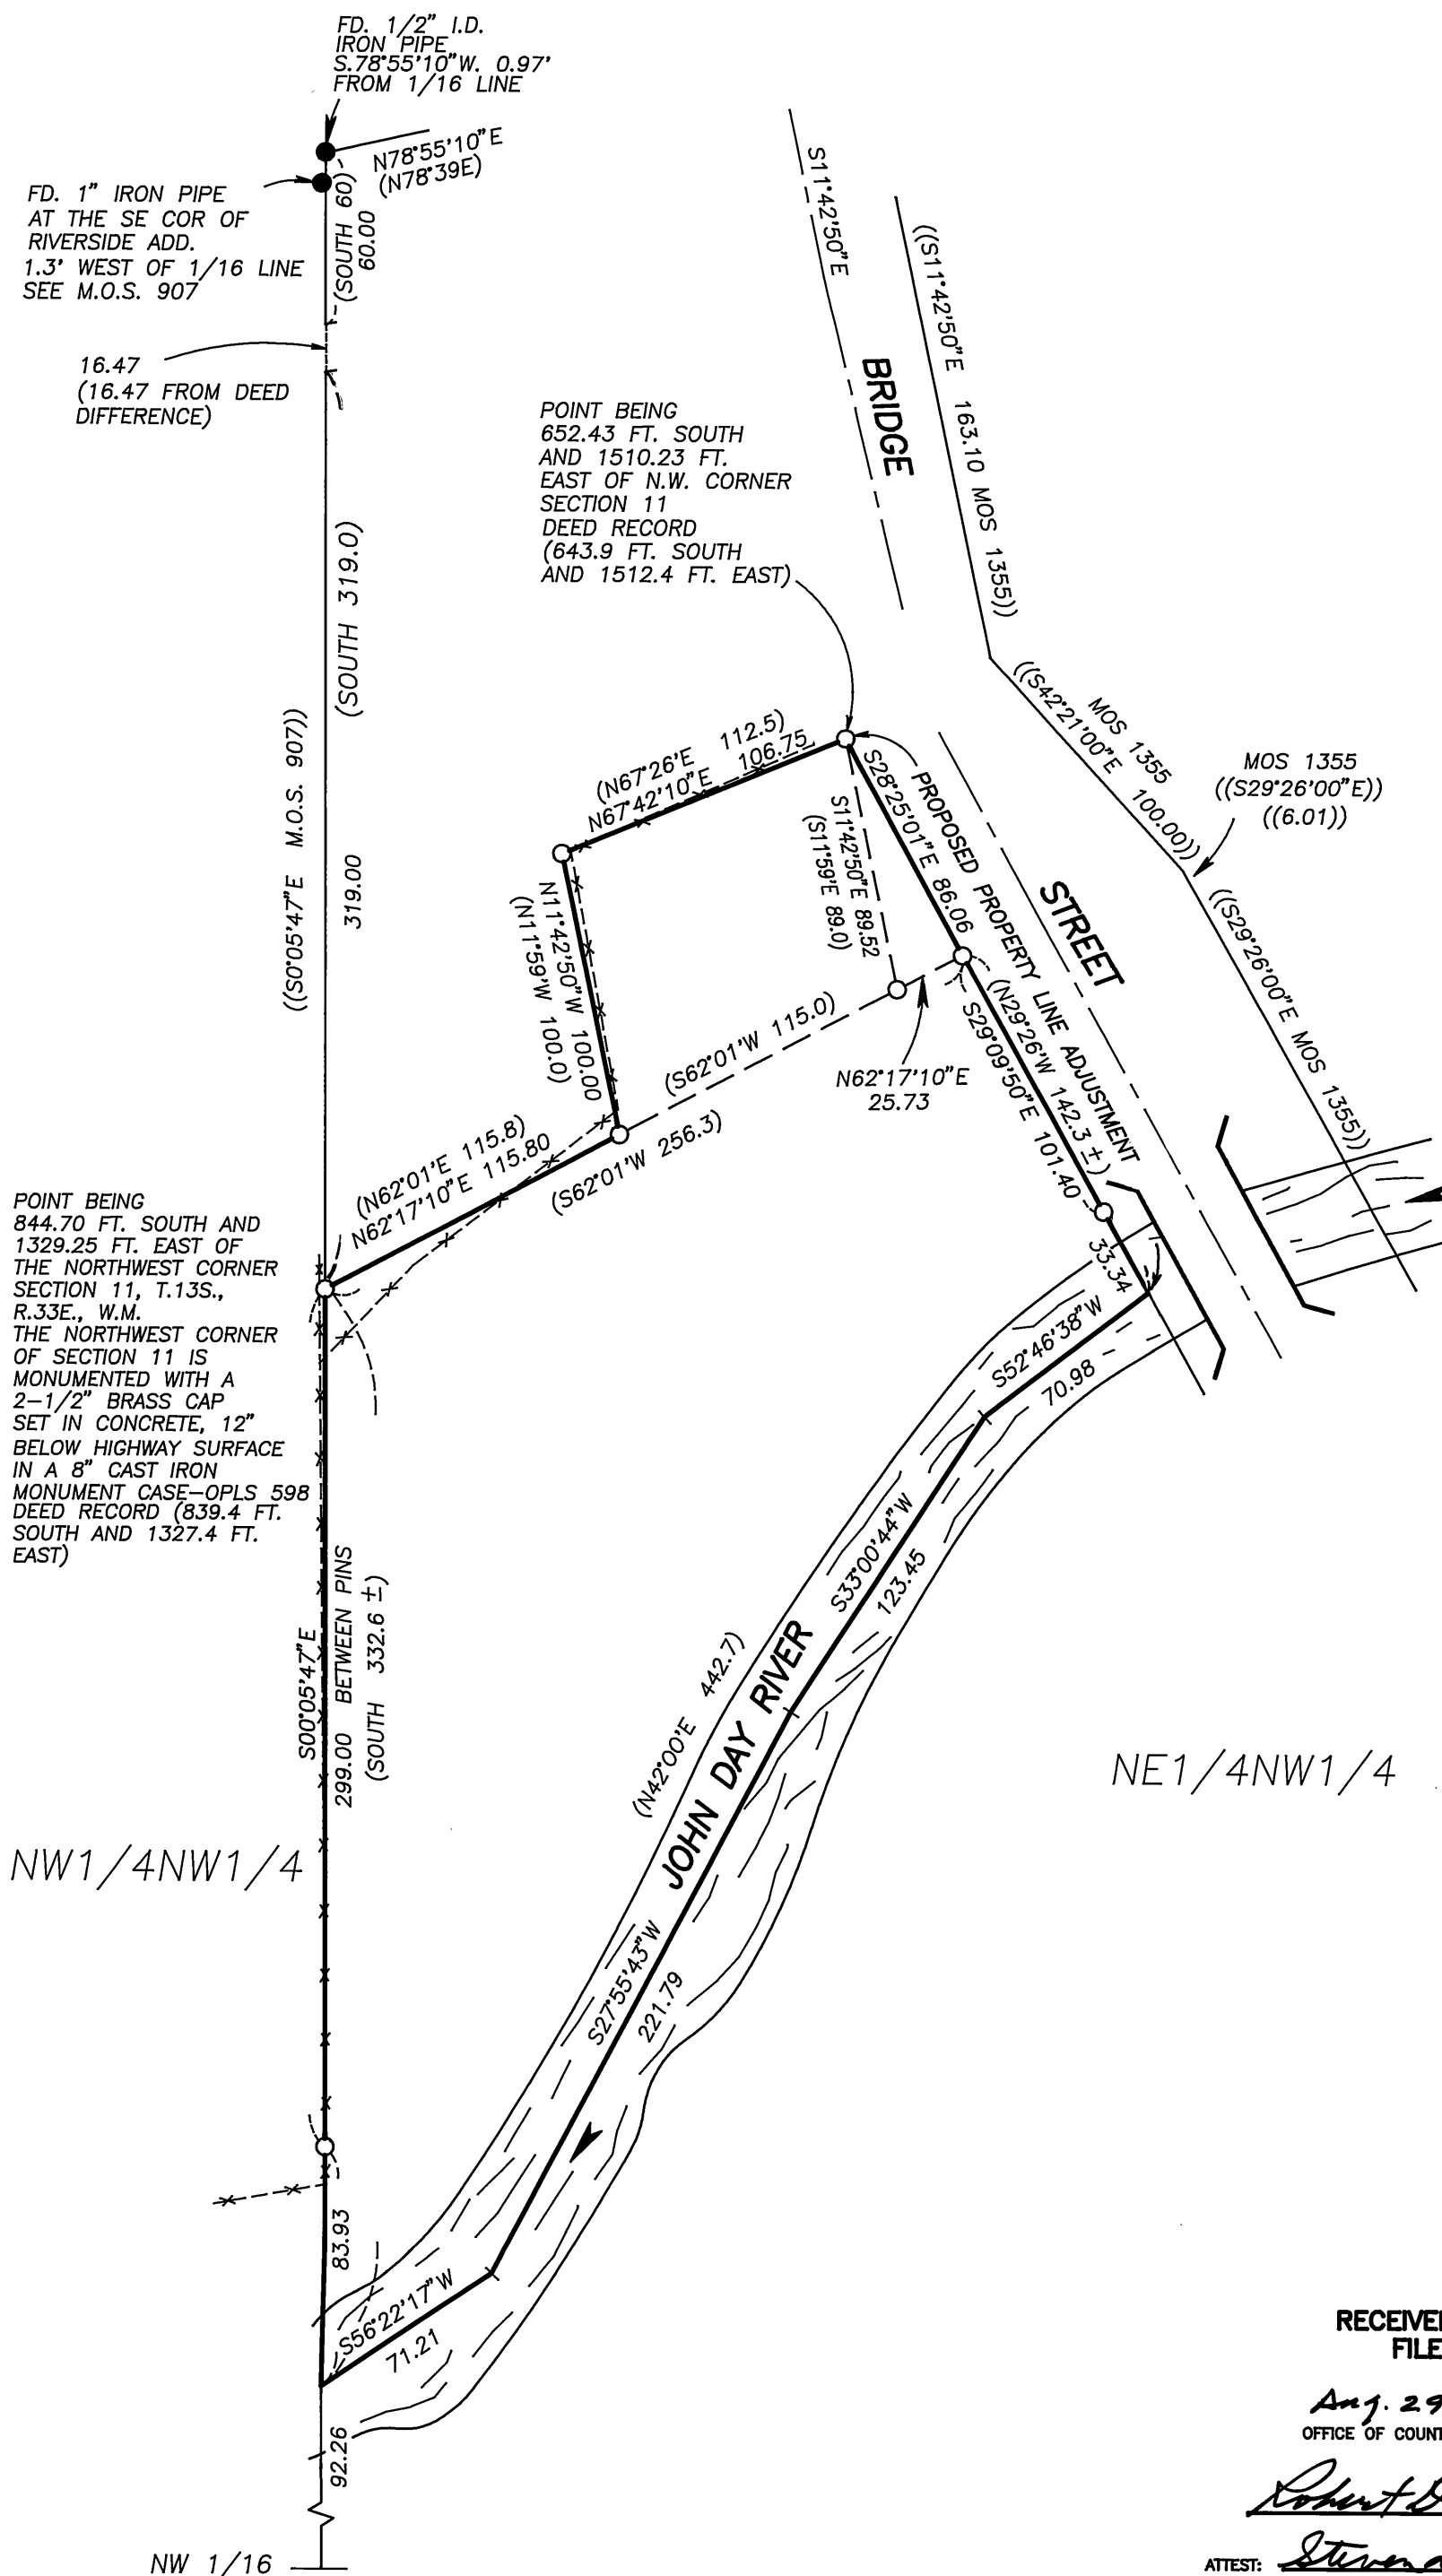 FD. 1/2" I.D.
IRON PIPE
S.78°55'10"W. 0.97'
FROM 1/16 LINE
N78°55'10"E
(N78°39E)
FD. 1" IRON PIPE
AT THE SE COR OF
RIVERSIDE ADD.
1.3' WEST OF 1/16 LINE
SEE M.O.S. 907
(SOUTH 60)
60.00
16.47
(16.47 FROM DEED
DIFFERENCE)
S11°42'50"E
((S11°42'50"E 163.10 MOS 1355))
BRIDGE
POINT BEING
652.43 FT. SOUTH
AND 1510.23 FT.
EAST OF N.W. CORNER
SECTION 11
DEED RECORD
(643.9 FT. SOUTH
AND 1512.4 FT. EAST)
(SOUTH 319.0)
((S0°05'47"E M.O.S. 907))
319.00
MOS 1355
((S42°21'00"E 100.00))
MOS 1355
((S29°26'00"E))
((6.01))
((S29°26'00"E MOS 1355))
(N67°26'E 112.5)
N67°42'10"E 106.75
S28°25'01"E 86.06
PROPOSED PROPERTY LINE ADJUSTMENT
STREET
S11°42'50"E 89.52
(S11°59'E 89.0)
N11°42'50"W 100.00
(N11°59'W 100.0)
(S62°01'W 115.0)
N62°17'10"E
25.73
(N29°26'W 142.3 ±)
S29°09'50"E 101.40
(N62°01'E 115.8)
N62°17'10"E 115.80
(S62°01'W 256.3)
33.34
POINT BEING
844.70 FT. SOUTH AND
1329.25 FT. EAST OF
THE NORTHWEST CORNER
SECTION 11, T.13S.,
R.33E., W.M.
THE NORTHWEST CORNER
OF SECTION 11 IS
MONUMENTED WITH A
2-1/2" BRASS CAP
SET IN CONCRETE, 12"
BELOW HIGHWAY SURFACE
IN A 8" CAST IRON
MONUMENT CASE-OPLS 598
DEED RECORD (839.4 FT.
SOUTH AND 1327.4 FT.
EAST)
S52°46'38"W
70.98
S33°00'44"W
123.45
S00°05'47"E
299.00 BETWEEN PINS
(SOUTH 332.6 ±)
(N42°00'E 442.7)
JOHN DAY RIVER
NE1/4NW1/4
NW1/4NW1/4
S27°55'43"W
221.79
83.93
S56°22'17"W
71.21
92.26
NW 1/16
RECEIVE
FILE
Aug. 29
OFFICE OF COUNT
Robert D
ATTEST: Steven